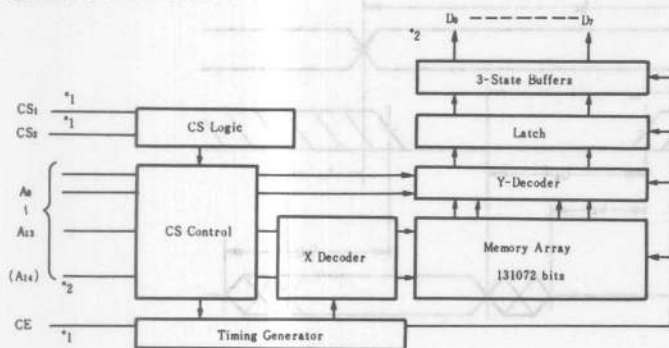 D₀ D₇
*2
3-State Buffers
CS₁ *1
CS₂ *1
CS Logic
Latch
Y-Decoder
A₀
≀
A₁₃
(A₁₄)
*2
CS Control
X Decoder
Memory Array
131072 bits
CE *1
Timing Generator